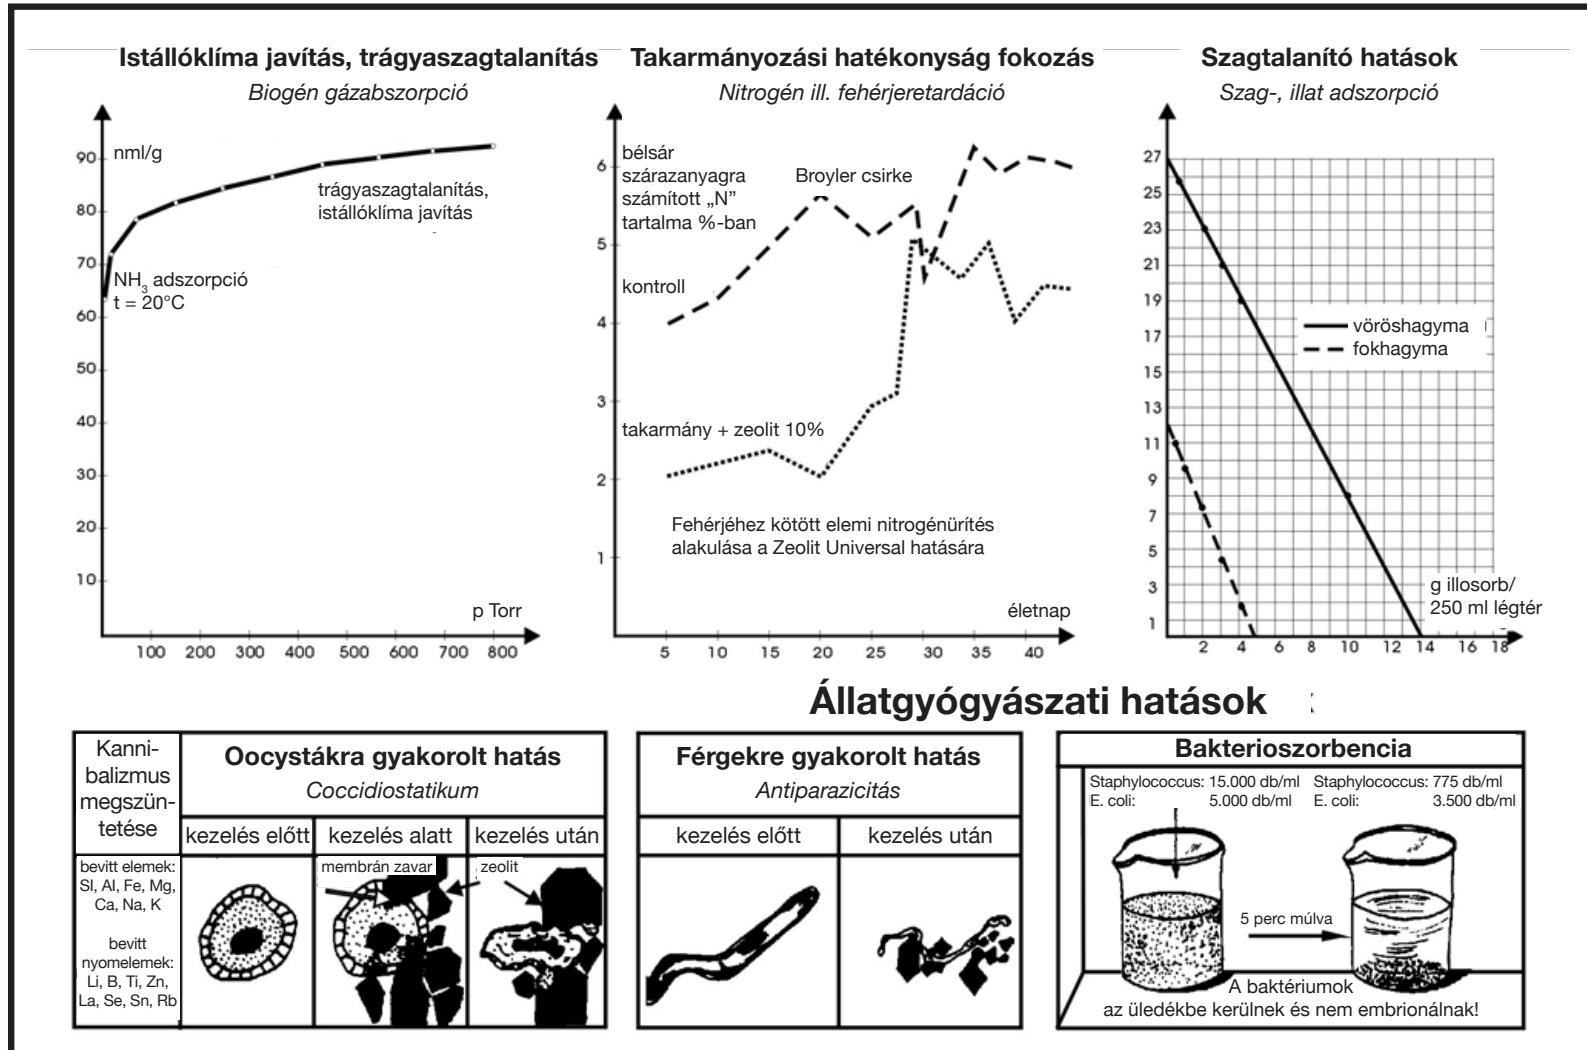 Istállóklíma javítás, trágyaszagtalanítás
Biogén gázabszorpció
90
80
70
60
50
40
30
20
10
nml/g
trágyaszagtalanítás,
istállóklíma javítás
NH3 adszorpció
t = 20°C
p Torr
100 200 300 400 500 600 700 800
Takarmányozási hatékonyság fokozás
Nitrogén ill. fehérjeretardáció
6
5
4
3
2
1
bélsár
szárazanyagra
számított „N”
tartalma %-ban
Broyler csirke
kontroll
takarmány + zeolit 10%
Fehérjéhez kötött elemi nitrogénürítés
alakulása a Zeolit Universal hatására
életnap
5 10 15 20 25 30 35 40
Szagtalanító hatások
Szag-, illat adszorpció
27
25
23
21
19
17
15
13
11
9
7
5
3
1
vöröshagyma
fokhagyma
g illosorb/
250 ml légtér
2 4 6 8 10 12 14 16 18
Állatgyógyászati hatások
Kanni-
balizmus
megszün-
tetése
bevitt elemek:
SI, Al, Fe, Mg,
Ca, Na, K
bevitt
nyomelemek:
Li, B, Ti, Zn,
La, Se, Sn, Rb
Oocystákra gyakorolt hatás
Coccidiostatikum
kezelés előtt kezelés alatt kezelés után
membrán zavar zeolit
Férgekre gyakorolt hatás
Antiparazicitás
kezelés előtt kezelés után
Bakterioszorbencia
Staphylococcus: 15.000 db/ml Staphylococcus: 775 db/ml
E. coli: 5.000 db/ml E. coli: 3.500 db/ml
5 perc múlva
A baktériumok
az üledékbe kerülnek és nem embrionálnak!